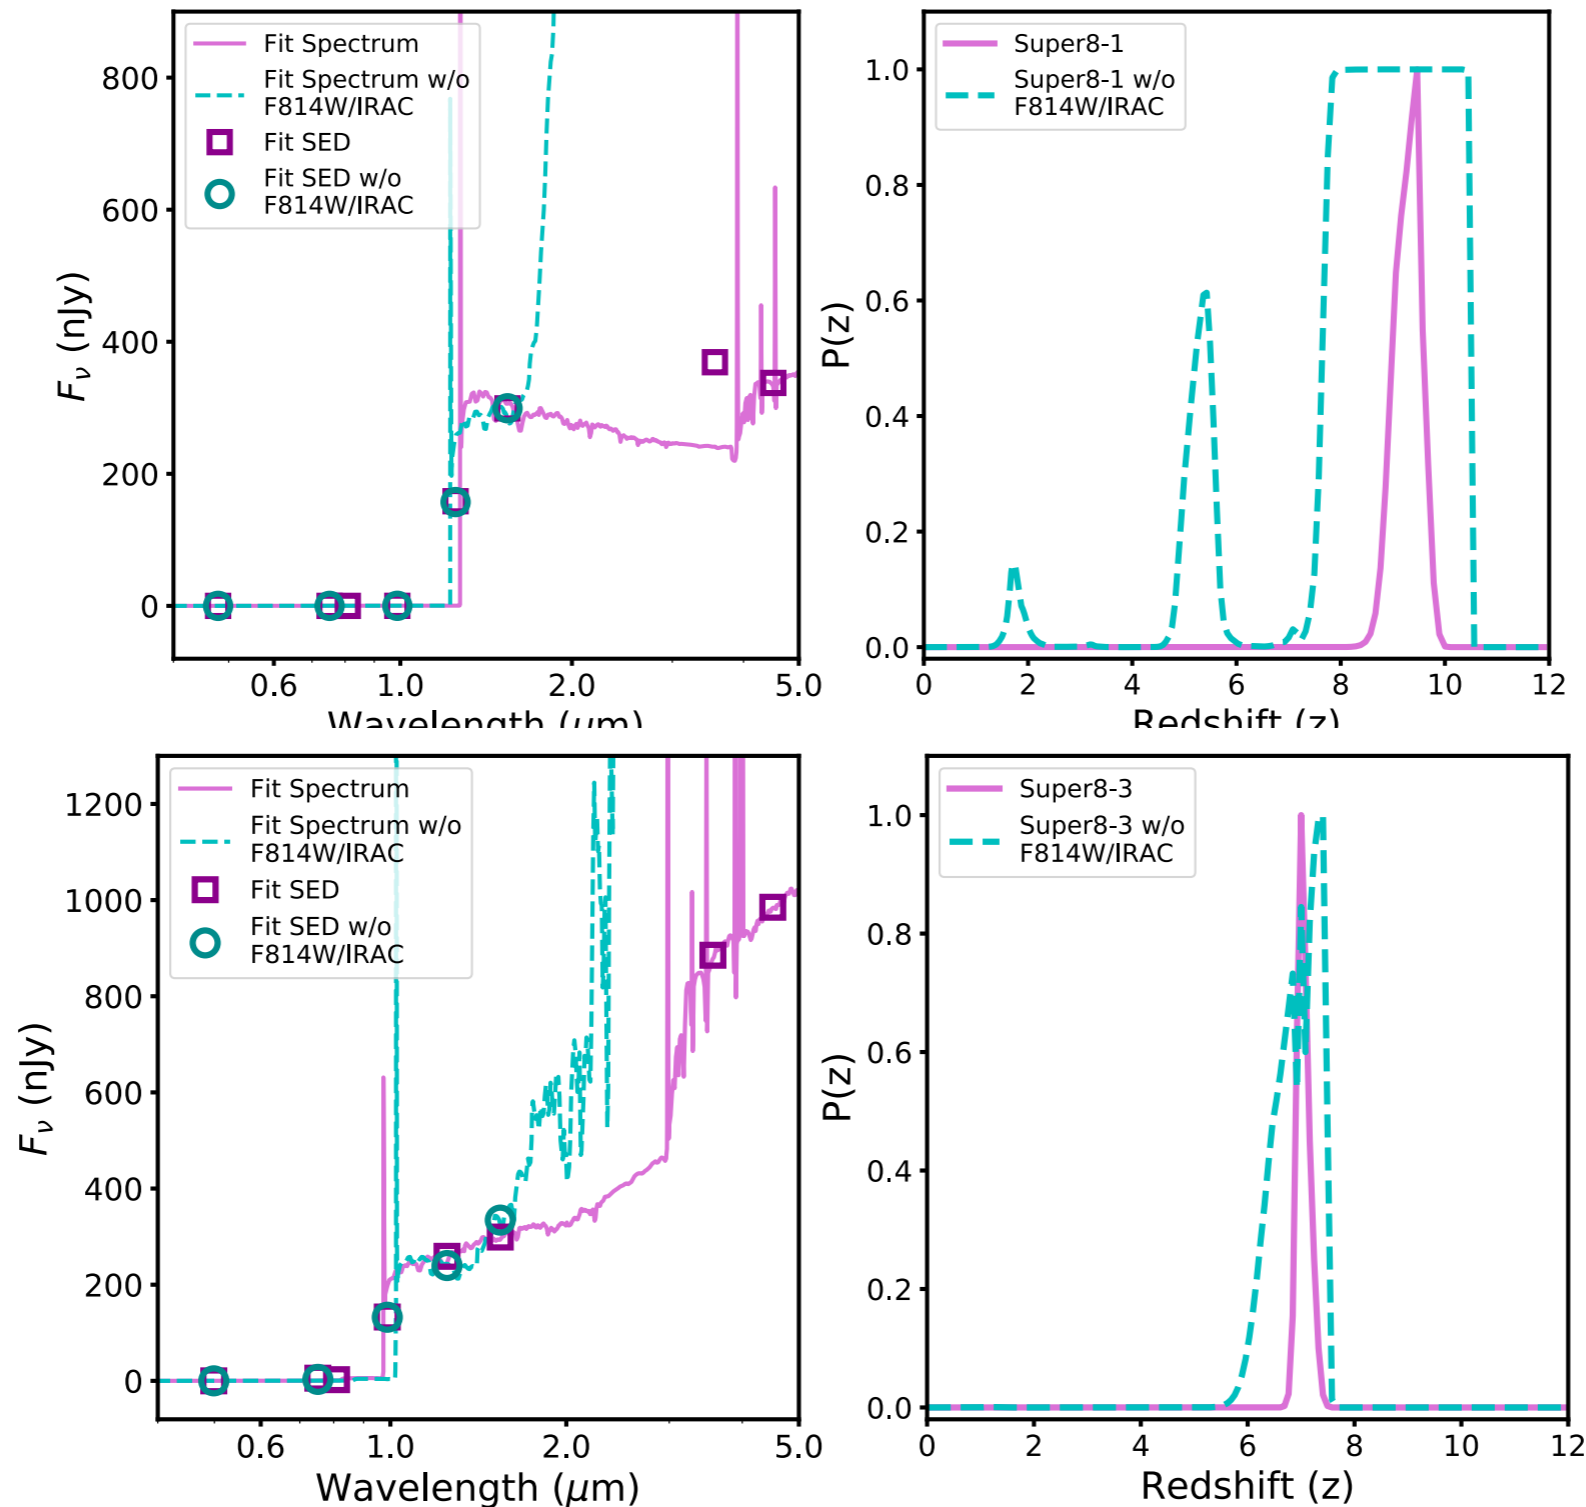 Fit Spectrum
Fit Spectrum w/o
F814W/IRAC
Fit SED
Fit SED w/o
F814W/IRAC
800
600
400
200
0
F_ν (nJy)
0.6 1.0 2.0 5.0
Wavelength (μm)
Super8-1
Super8-1 w/o
F814W/IRAC
1.0
0.8
0.6
0.4
0.2
0.0
P(z)
0 2 4 6 8 10 12
Redshift (z)
Fit Spectrum
Fit Spectrum w/o
F814W/IRAC
Fit SED
Fit SED w/o
F814W/IRAC
1200
1000
800
600
400
200
0
F_ν (nJy)
0.6 1.0 2.0 5.0
Wavelength (μm)
Super8-3
Super8-3 w/o
F814W/IRAC
1.0
0.8
0.6
0.4
0.2
0.0
P(z)
0 2 4 6 8 10 12
Redshift (z)